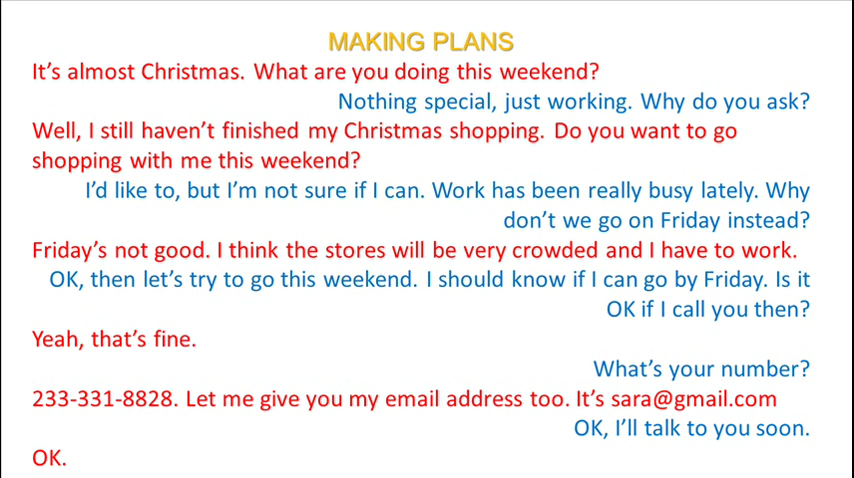 MAKING PLANS
It’s almost Christmas. What are you doing this weekend?
Nothing special, just working. Why do you ask?
Well, I still haven’t finished my Christmas shopping. Do you want to go
shopping with me this weekend?
I’d like to, but I’m not sure if I can. Work has been really busy lately. Why
don’t we go on Friday instead?
Friday’s not good. I think the stores will be very crowded and I have to work.
OK, then let’s try to go this weekend. I should know if I can go by Friday. Is it
OK if I call you then?
Yeah, that’s fine.
What’s your number?
233-331-8828. Let me give you my email address too. It’s sara@gmail.com
OK, I’ll talk to you soon.
OK.